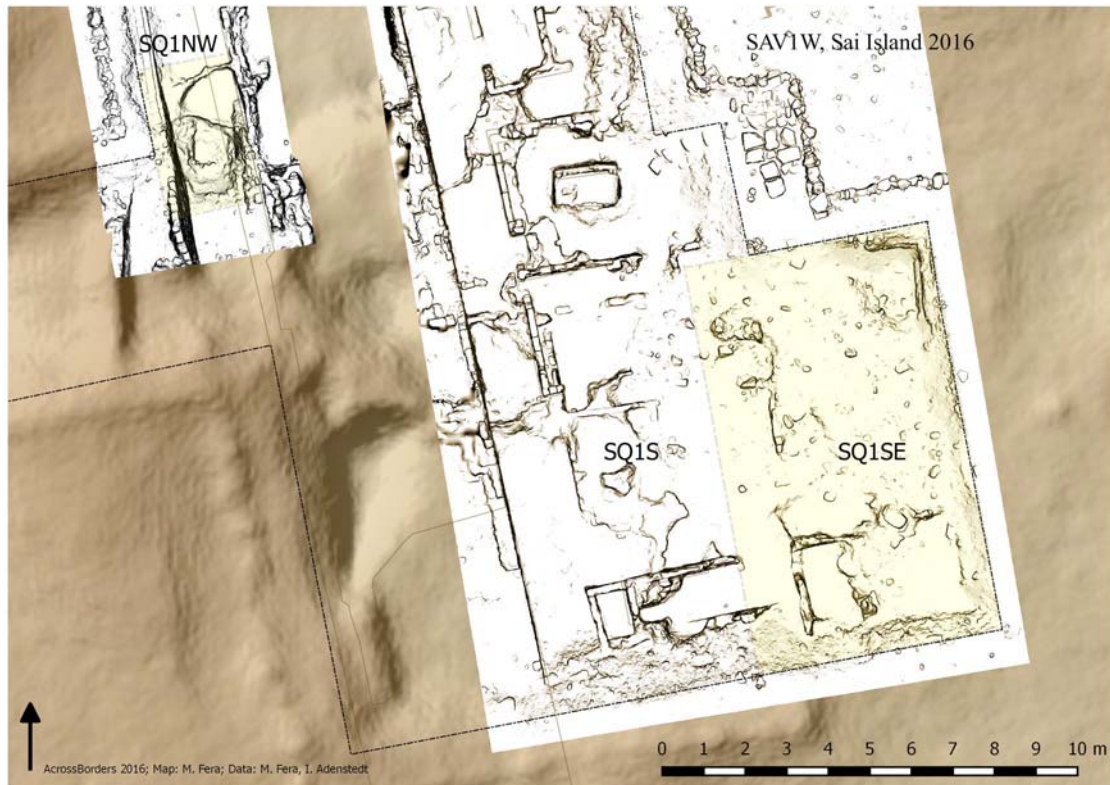 SQ1NW
SAV1W, Sai Island 2016
SQ1S
SQ1SE
0 1 2 3 4 5 6 7 8 9 10 m
AcrossBorders 2016; Map: M. Fera; Data: M. Fera, I. Adenstedt